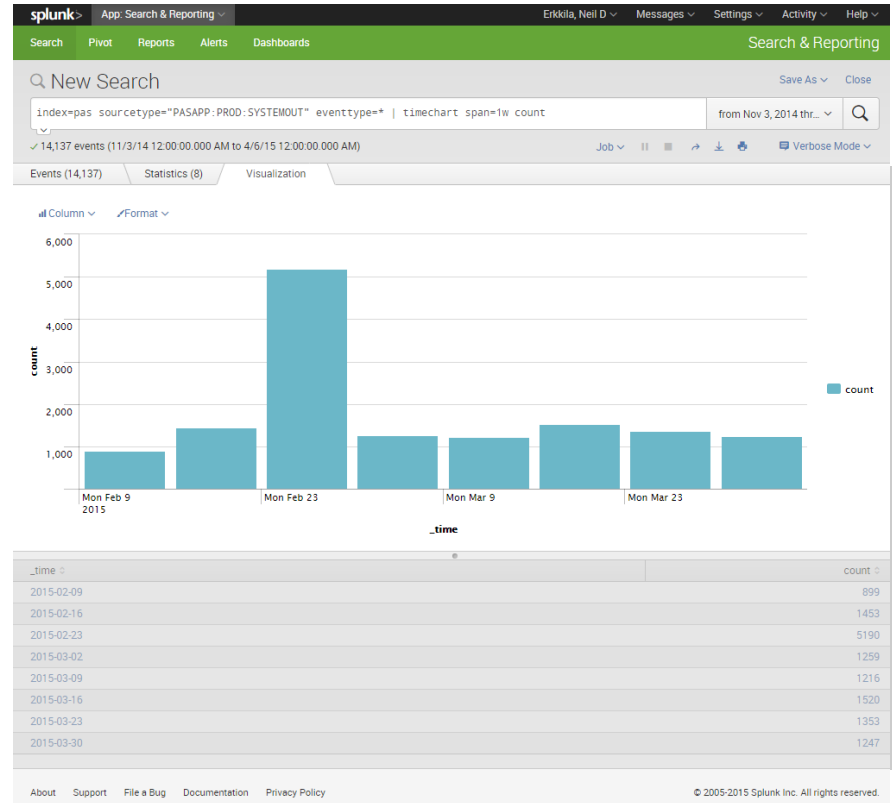 splunk> App: Search & Reporting Erkkila, Neil D Messages Settings Activity Help
Search Pivot Reports Alerts Dashboards Search & Reporting
New Search Save As Close
index=pas sourcetype="PASAPP:PROD:SYSTEMOUT" eventtype=* | timechart span=1w count from Nov 3, 2014 thr...
14,137 events (11/3/14 12:00:00.000 AM to 4/6/15 12:00:00.000 AM) Job Verbose Mode
Events (14,137) Statistics (8) Visualization
Column Format
6,000
5,000
4,000
3,000
2,000
1,000
count
count
Mon Feb 9 Mon Feb 23 Mon Mar 9 Mon Mar 23
2015
_time
_time count
2015-02-09 899
2015-02-16 1453
2015-02-23 5190
2015-03-02 1259
2015-03-09 1216
2015-03-16 1520
2015-03-23 1353
2015-03-30 1247
About Support File a Bug Documentation Privacy Policy © 2005-2015 Splunk Inc. All rights reserved.